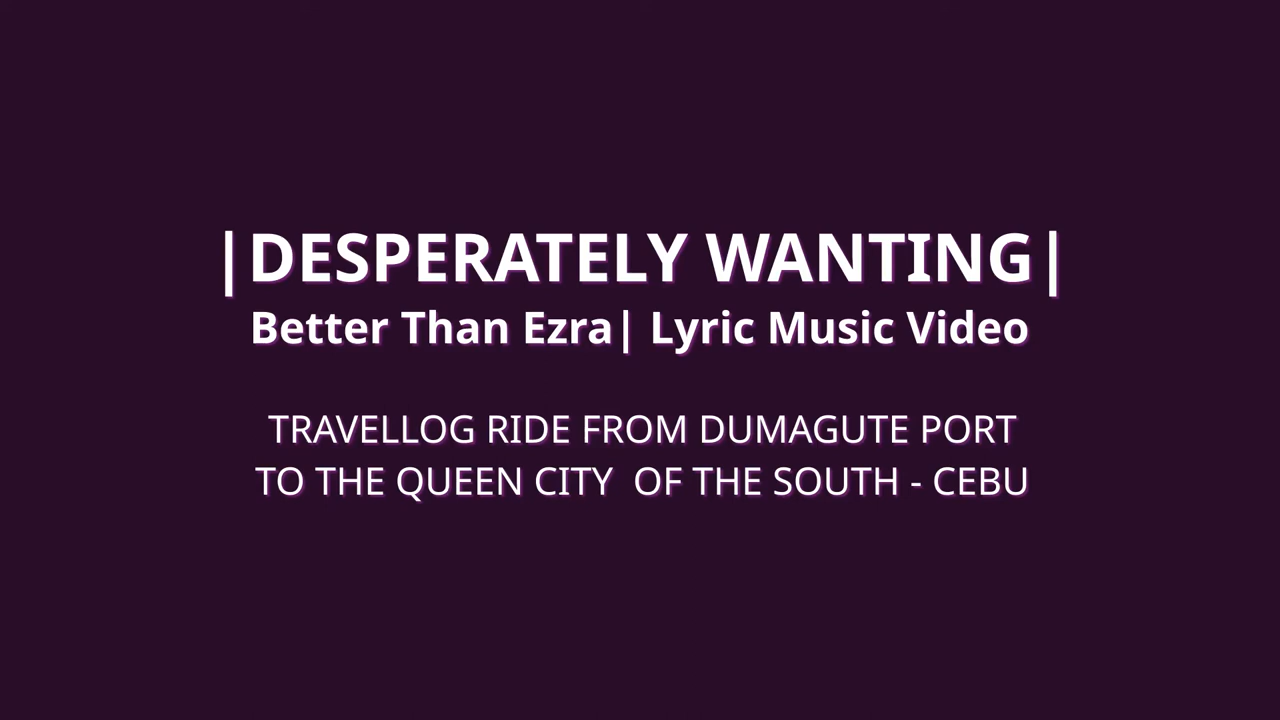 |DESPERATELY WANTING|
Better Than Ezra| Lyric Music Video
TRAVELLOG RIDE FROM DUMAGUTE PORT
TO THE QUEEN CITY  OF THE SOUTH - CEBU